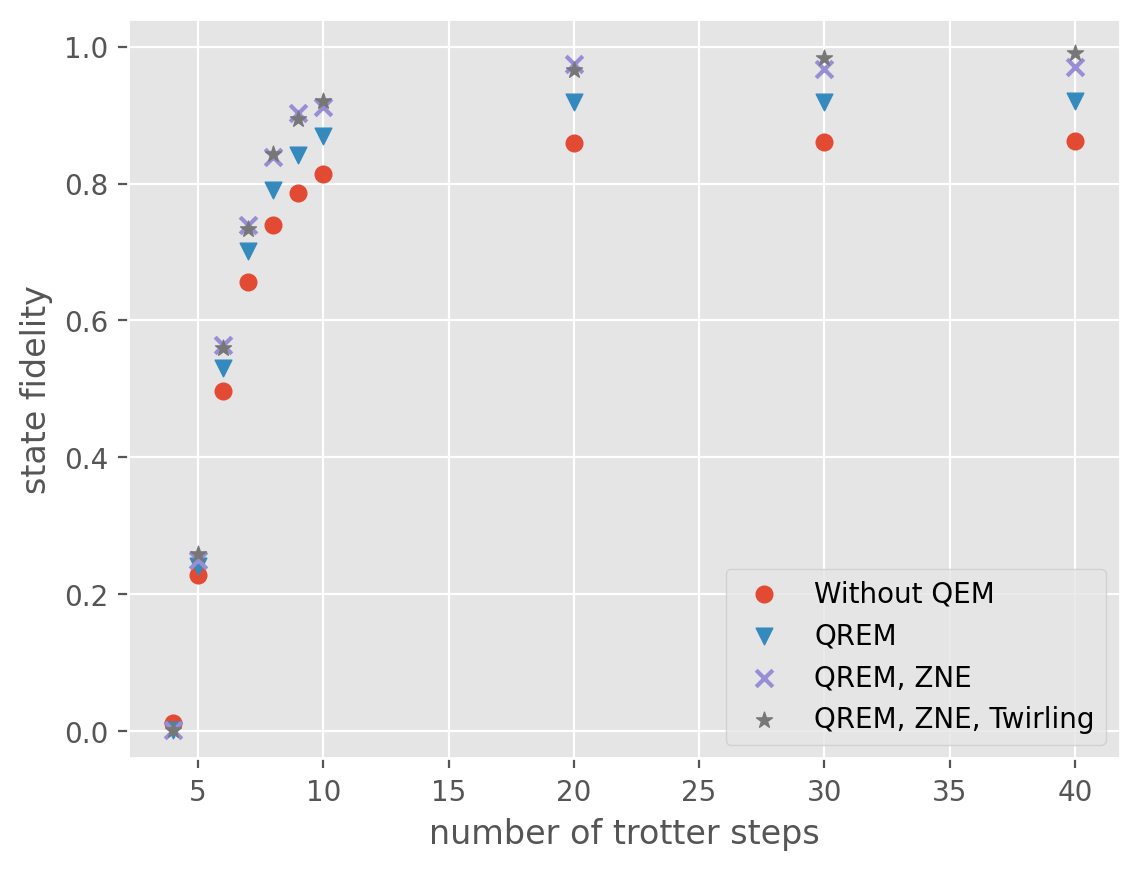 1.0
0.8
0.6
0.4
0.2
0.0
state fidelity
5 10 15 20 25 30 35 40
number of trotter steps
Without QEM
QREM
QREM, ZNE
QREM, ZNE, Twirling